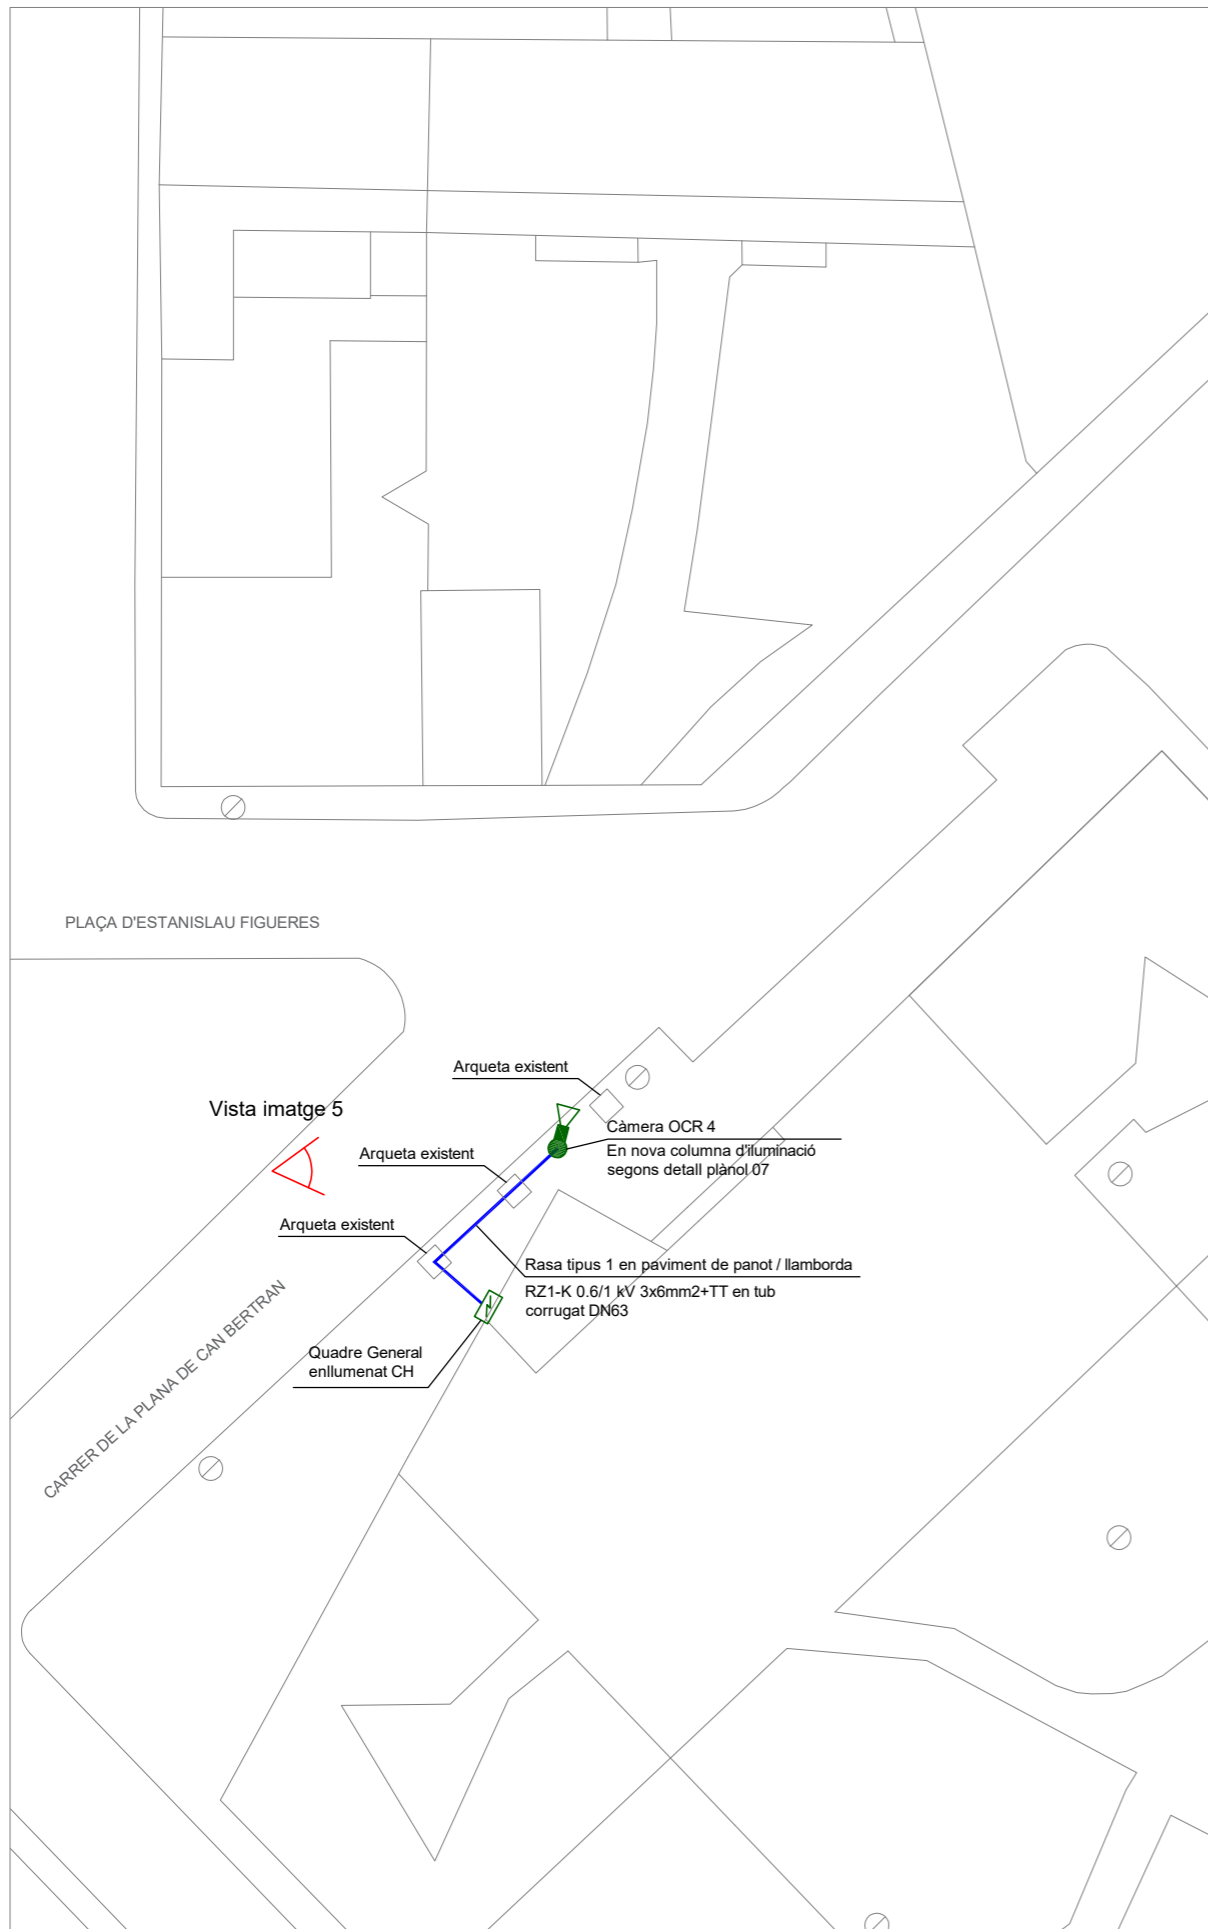 PLAÇA D'ESTANISLAU FIGUERES
Arqueta existent
Vista imatge 5
Càmera OCR 4
En nova columna d'iluminació
segons detall plànol 07
Arqueta existent
Arqueta existent
Rasa tipus 1 en paviment de panot / llamborda
RZ1-K 0.6/1 kV 3x6mm2+TT en tub
corrugat DN63
Quadre General
enllumenat CH
CARRER DE LA PLANA DE CAN BERTRAN